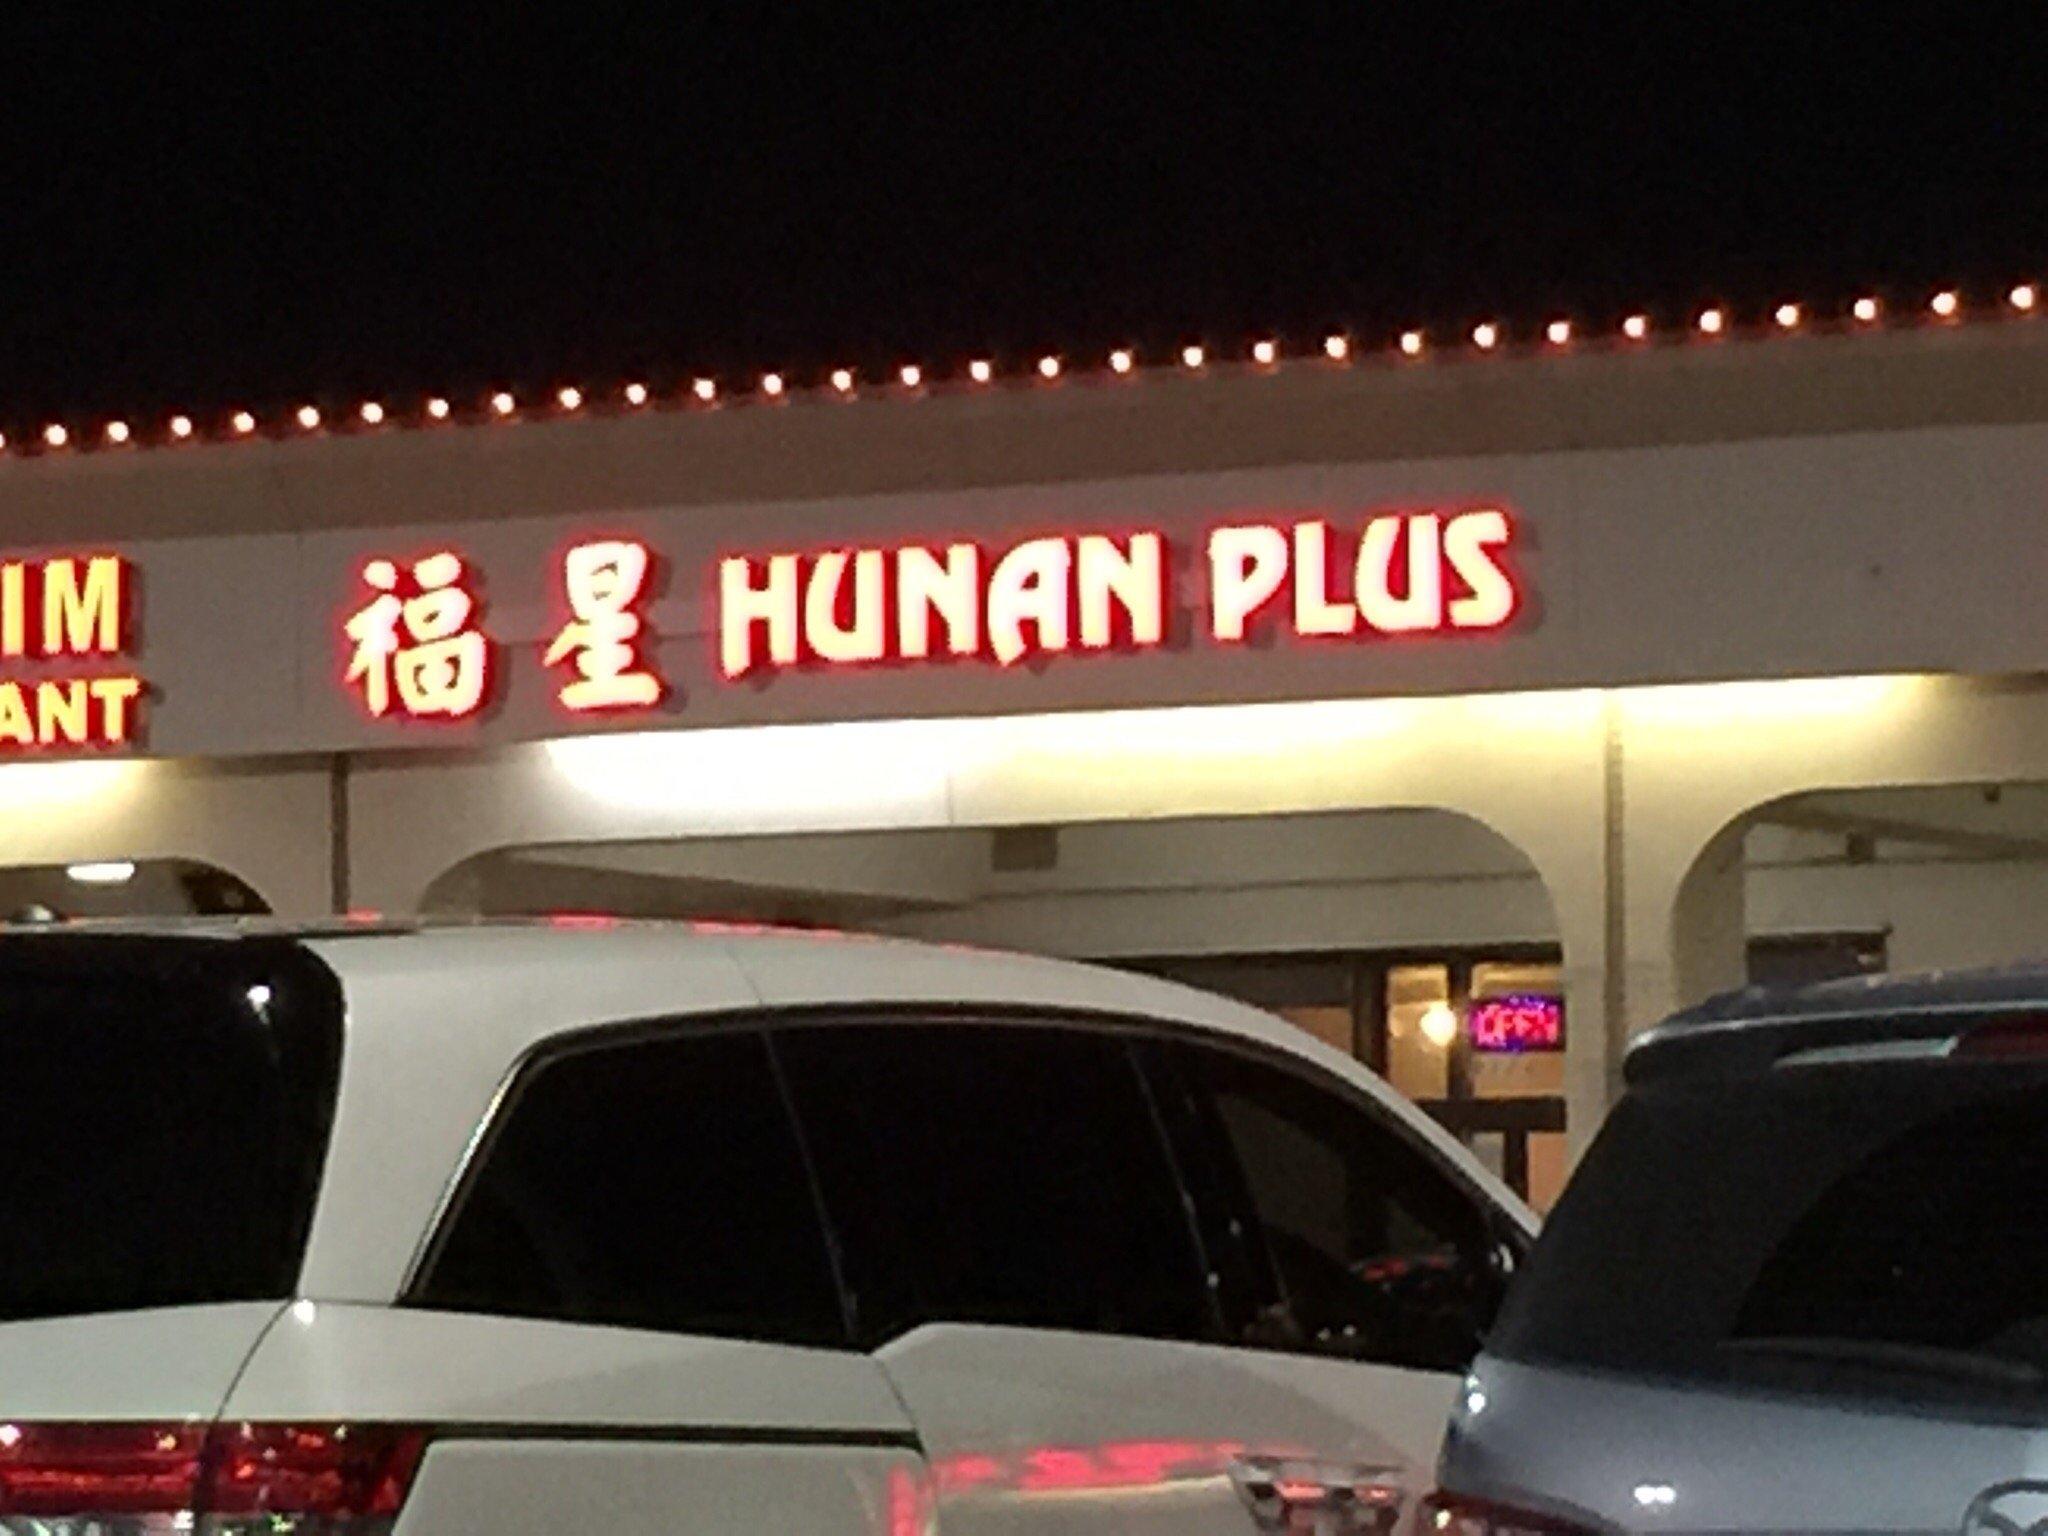 IM
ANT
福星 HUNAN PLUS
OPEN